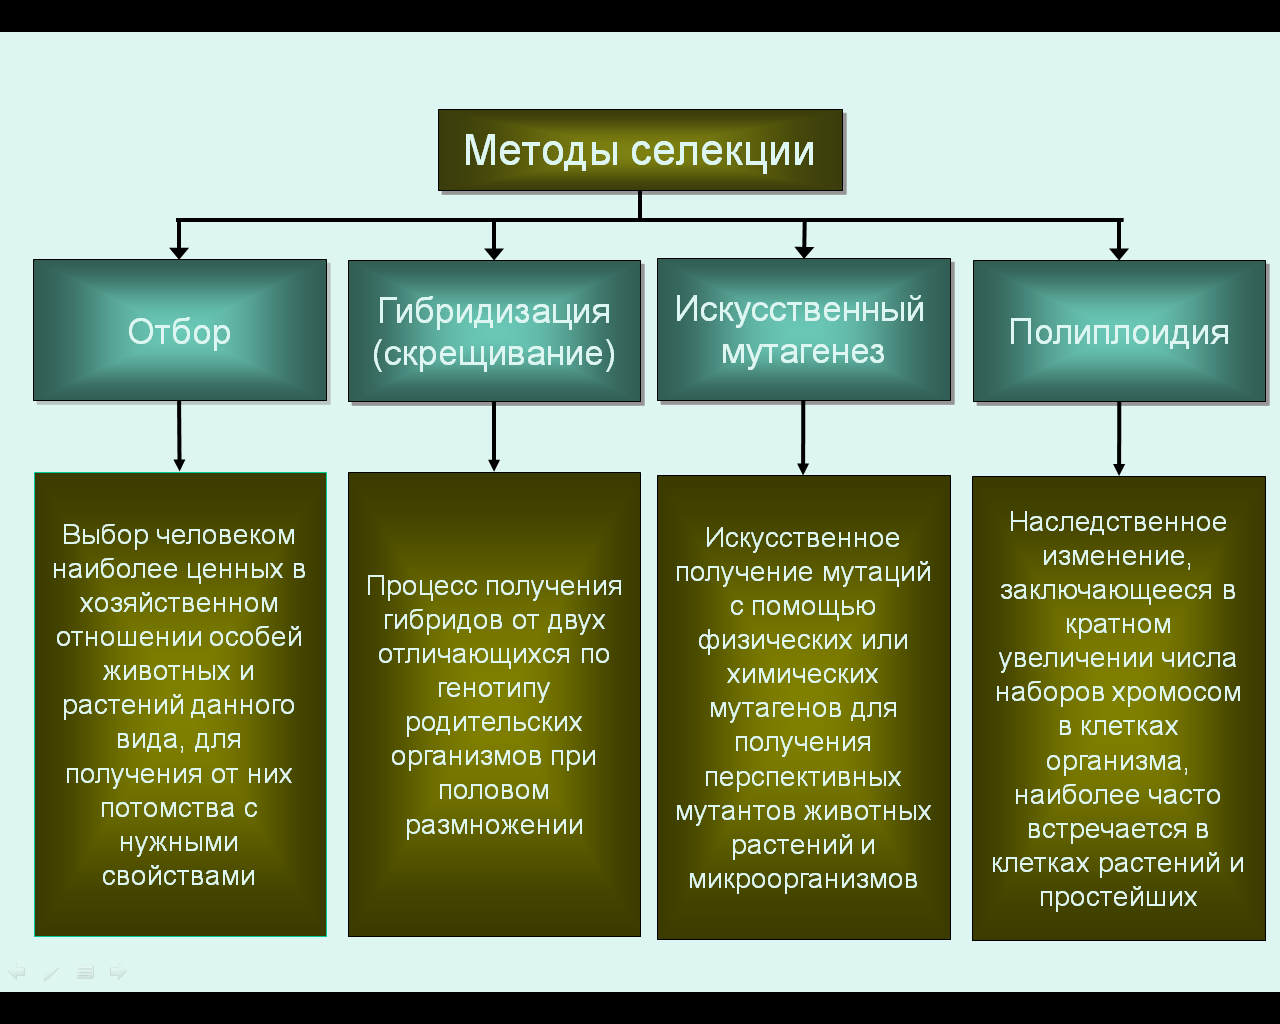 Методы селекции
Отбор
Гибридизация
(скрещивание)
Искусственный
мутагенез
Полиплоидия
Выбор человеком
наиболее ценных в
хозяйственном
отношении особей
животных и
растений данного
вида, для
получения от них
потомства с
нужными
свойствами
Процесс получения
гибридов от двух
отличающихся по
генотипу
родительских
организмов при
половом
размножении
Искусственное
получение мутаций
с помощью
физических или
химических
мутагенов для
получения
перспективных
мутантов животных
растений и
микроорганизмов
Наследственное
изменение,
заключающееся в
кратном
увеличении числа
наборов хромосом
в клетках
организма,
наиболее часто
встречается в
клетках растений и
простейших